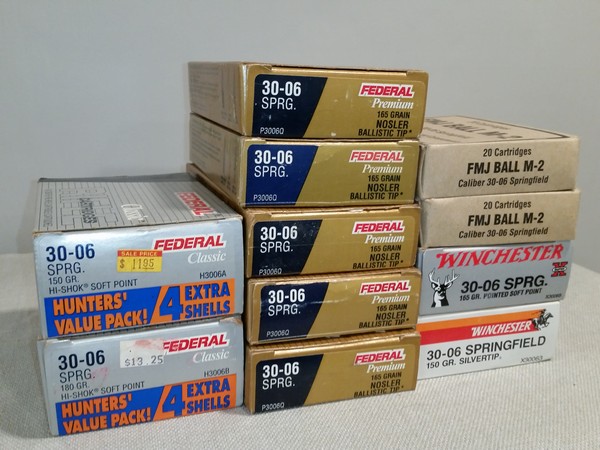 30-06
SPRG.
150 GR.
HI-SHOK® SOFT POINT
SALE PRICE
$ 1195
FEDERAL
Classic
H3006A
HUNTERS'
VALUE PACK!
4 EXTRA
SHELLS
30-06
SPRG.
180 GR.
HI-SHOK® SOFT POINT
$13.25
FEDERAL
Classic
H3006B
HUNTERS'
VALUE PACK!
4 EXTRA
SHELLS
30-06
SPRG.
P3006Q
FEDERAL
Premium
165 GRAIN
NOSLER
BALLISTIC TIP®
30-06
SPRG.
P3006Q
FEDERAL
Premium
165 GRAIN
NOSLER
BALLISTIC TIP®
30-06
SPRG.
P3006Q
FEDERAL
Premium
165 GRAIN
NOSLER
BALLISTIC TIP®
30-06
SPRG.
P3006Q
FEDERAL
Premium
165 GRAIN
NOSLER
BALLISTIC TIP®
30-06
SPRG.
P3006Q
FEDERAL
Premium
165 GRAIN
NOSLER
BALLISTIC TIP®
BALL M-2
20 Cartridges
FMJ BALL M-2
Caliber 30-06 Springfield
20 Cartridges
FMJ BALL M-2
Caliber 30-06 Springfield
WINCHESTER
30-06 SPRG.
165 GR. POINTED SOFT POINT
WINCHESTER
30-06 SPRINGFIELD
150 GR. SILVERTIP